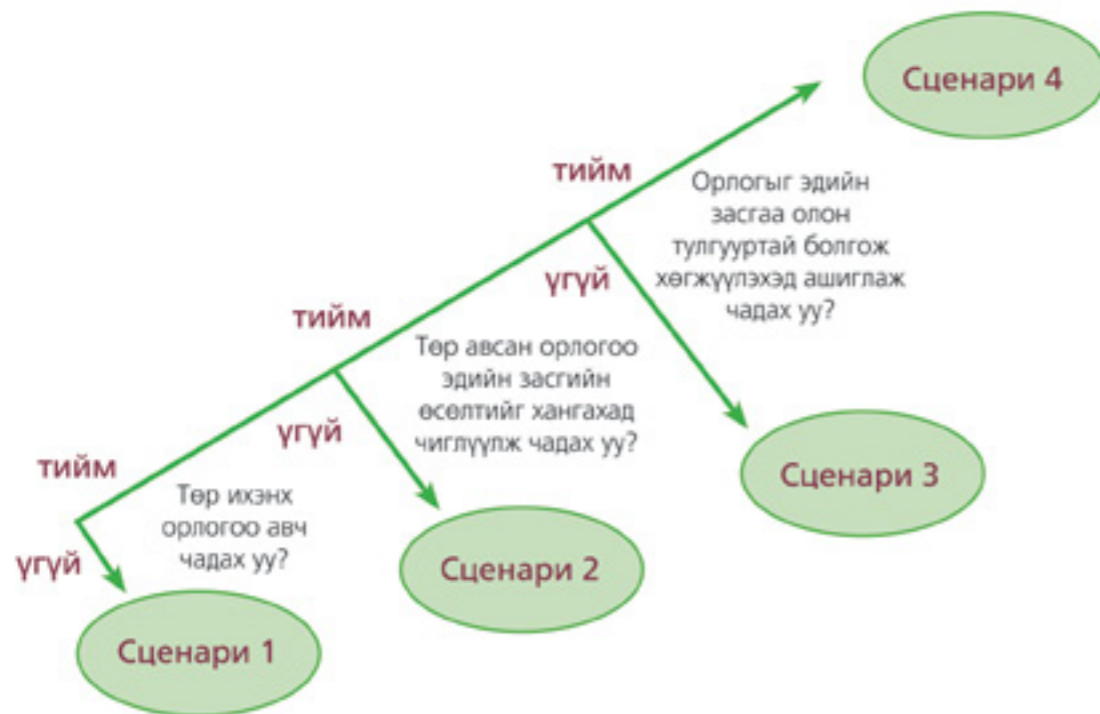 Сценари 4
тийм
Орлогыг эдийн
засгаа олон
тулгууртай болгож
хөгжүүлэхэд ашиглаж
чадах уу?
үгүй
тийм
Төр авсан орлогоо
эдийн засгийн
өсөлтийг хангахад
чиглүүлж чадах уу?
үгүй
Сценари 3
тийм
Төр ихэнх
орлогоо авч
чадах уу?
үгүй
Сценари 2
Сценари 1